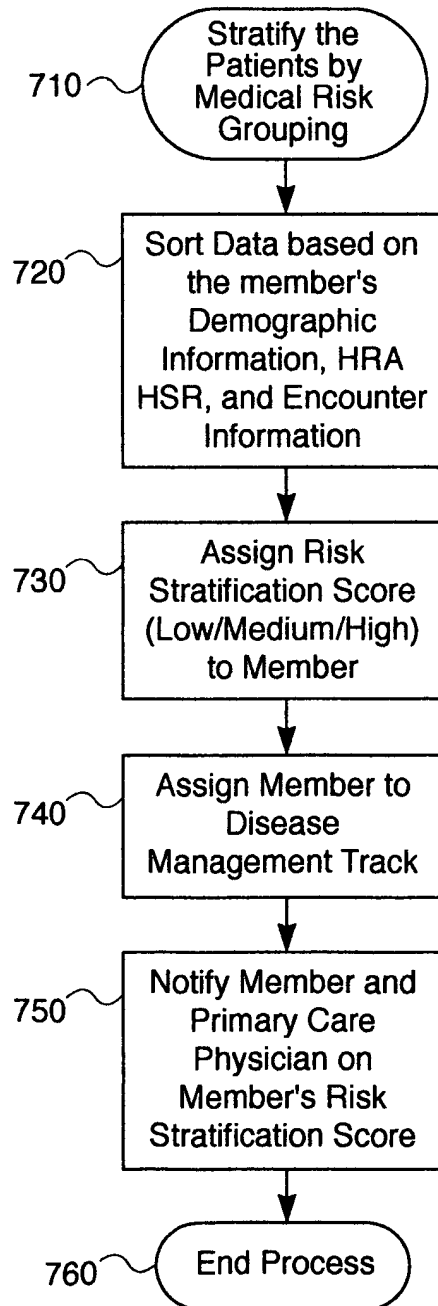 Stratify the
Patients by
Medical Risk
Grouping
710
Sort Data based on
the member's
Demographic
Information, HRA
HSR, and Encounter
Information
720
Assign Risk
Stratification Score
(Low/Medium/High)
to Member
730
Assign Member to
Disease
Management Track
740
Notify Member and
Primary Care
Physician on
Member's Risk
Stratification Score
750
End Process
760